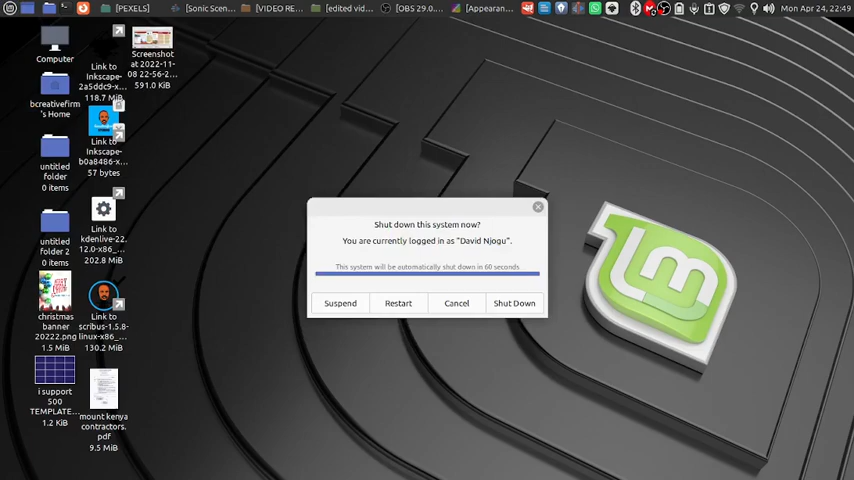 [PEXELS]
[Sonic Scen...
[VIDEO RE...
[edited vide...
[OBS 29.0...
[Appearan...
Mon Apr 24, 22:49
Computer
bcreativefirm
's Home
untitled
folder
0 items
untitled
folder 2
0 items
christmas
banner
20222.png
1.5 MiB
i support
500
TEMPLATE...
1.2 KiB
Link to
Inkscape-
2a5ddc9-x...
118.7 MiB
Link to
Inkscape-
b0a8486-x...
57 bytes
kdenlive-22.
12.0-x86_...
202.8 MiB
Link to
scribus-1.5.8-
linux-x86_...
130.2 MiB
mount kenya
contractors.
pdf
9.5 MiB
Screenshot
at 2022-11-
08 22-56-2...
591.0 KiB
Shut down this system now?
You are currently logged in as "David Njogu".
This system will be automatically shut down in 60 seconds
Suspend
Restart
Cancel
Shut Down
lm